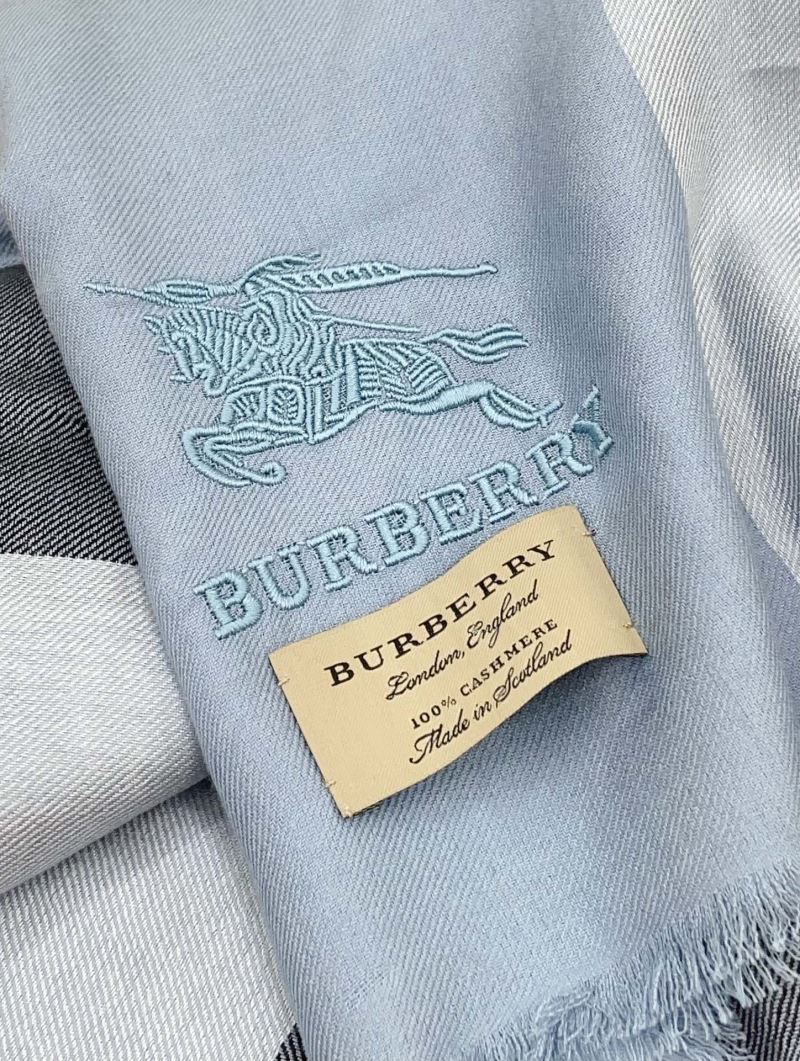 BURBERRY
BURBERRY
London, England
100% CASHMERE
Made in Scotland